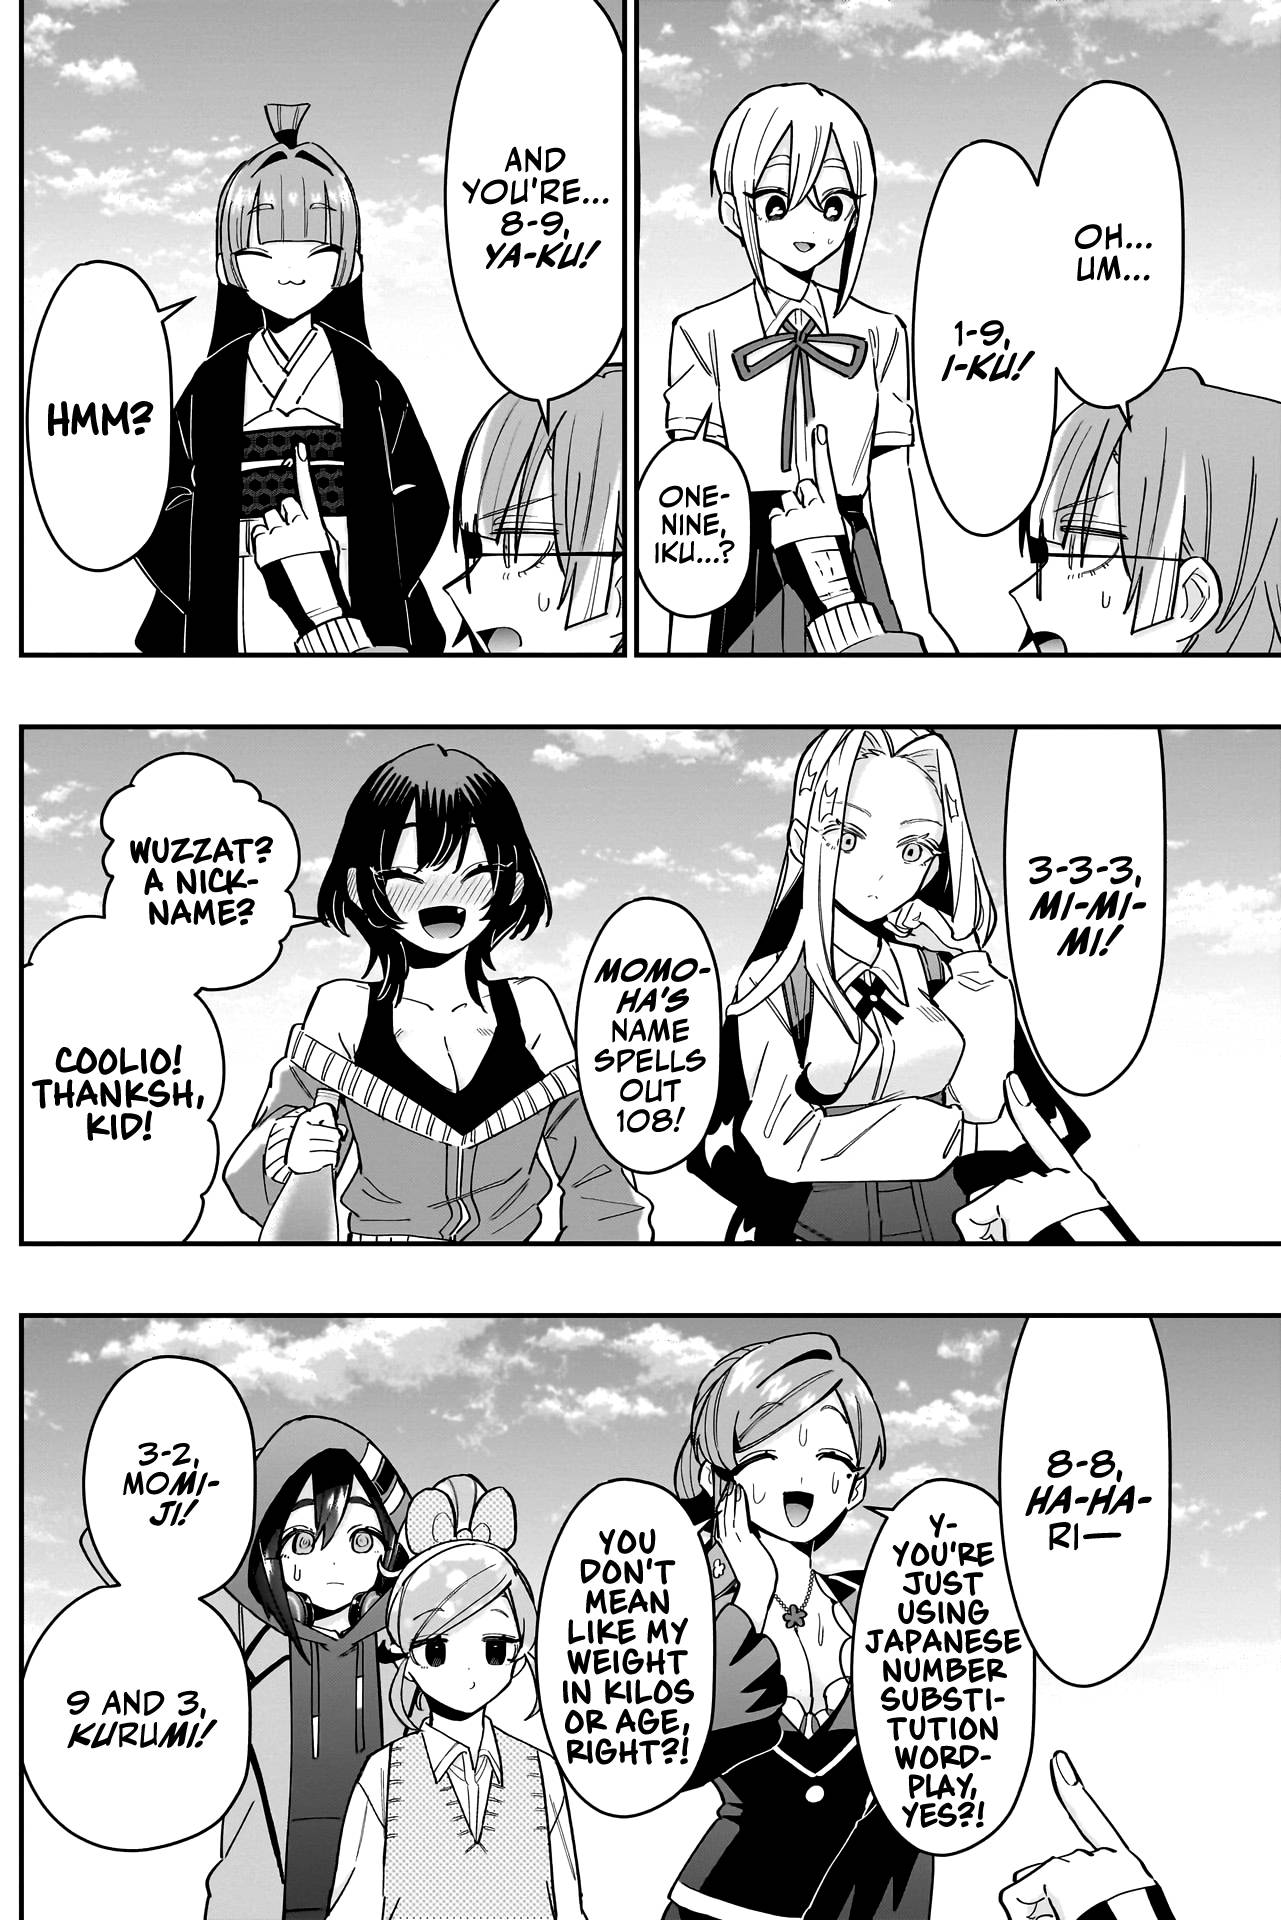 OH...
UM...
1-9,
I-KU!
ONE-
NINE,
IKU...?
AND
YOU'RE...
8-9,
YA-KU!
HMM?
3-3-3,
MI-MI-
MI!
MOMO-
HA'S
NAME
SPELLS
OUT
108!
WUZZAT?
A NICK-
NAME?
COOLIO!
THANKSH,
KID!
8-8,
HA-HA-
RI—
Y-
YOU'RE
JUST
USING
JAPANESE
NUMBER
SUBSTI-
TUTION
WORD-
PLAY,
YES?!
YOU
DON'T
MEAN
LIKE MY
WEIGHT
IN KILOS
OR AGE,
RIGHT?!
3-2,
MOMI-
JI!
9 AND 3,
KURUMI!